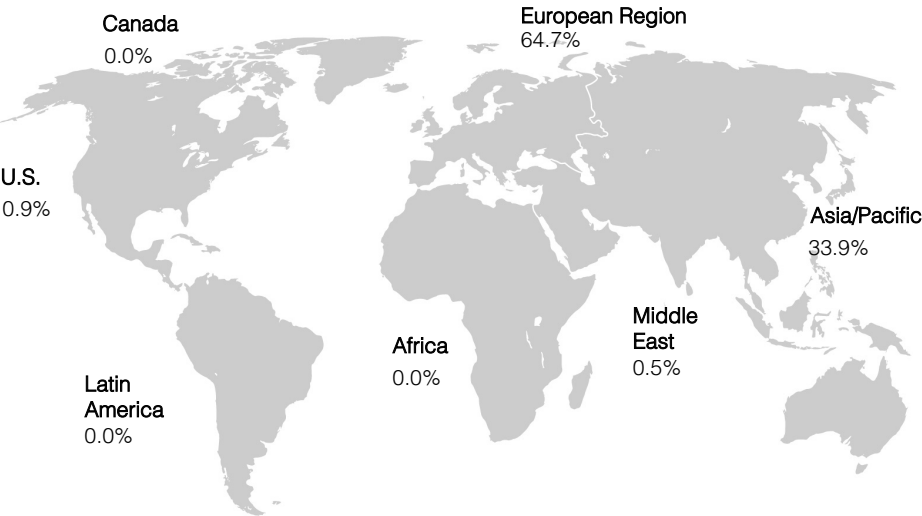 Canada
0.0%
European Region
64.7%
U.S.
0.9%
Asia/Pacific
33.9%
Middle
East
0.5%
Africa
0.0%
Latin
America
0.0%